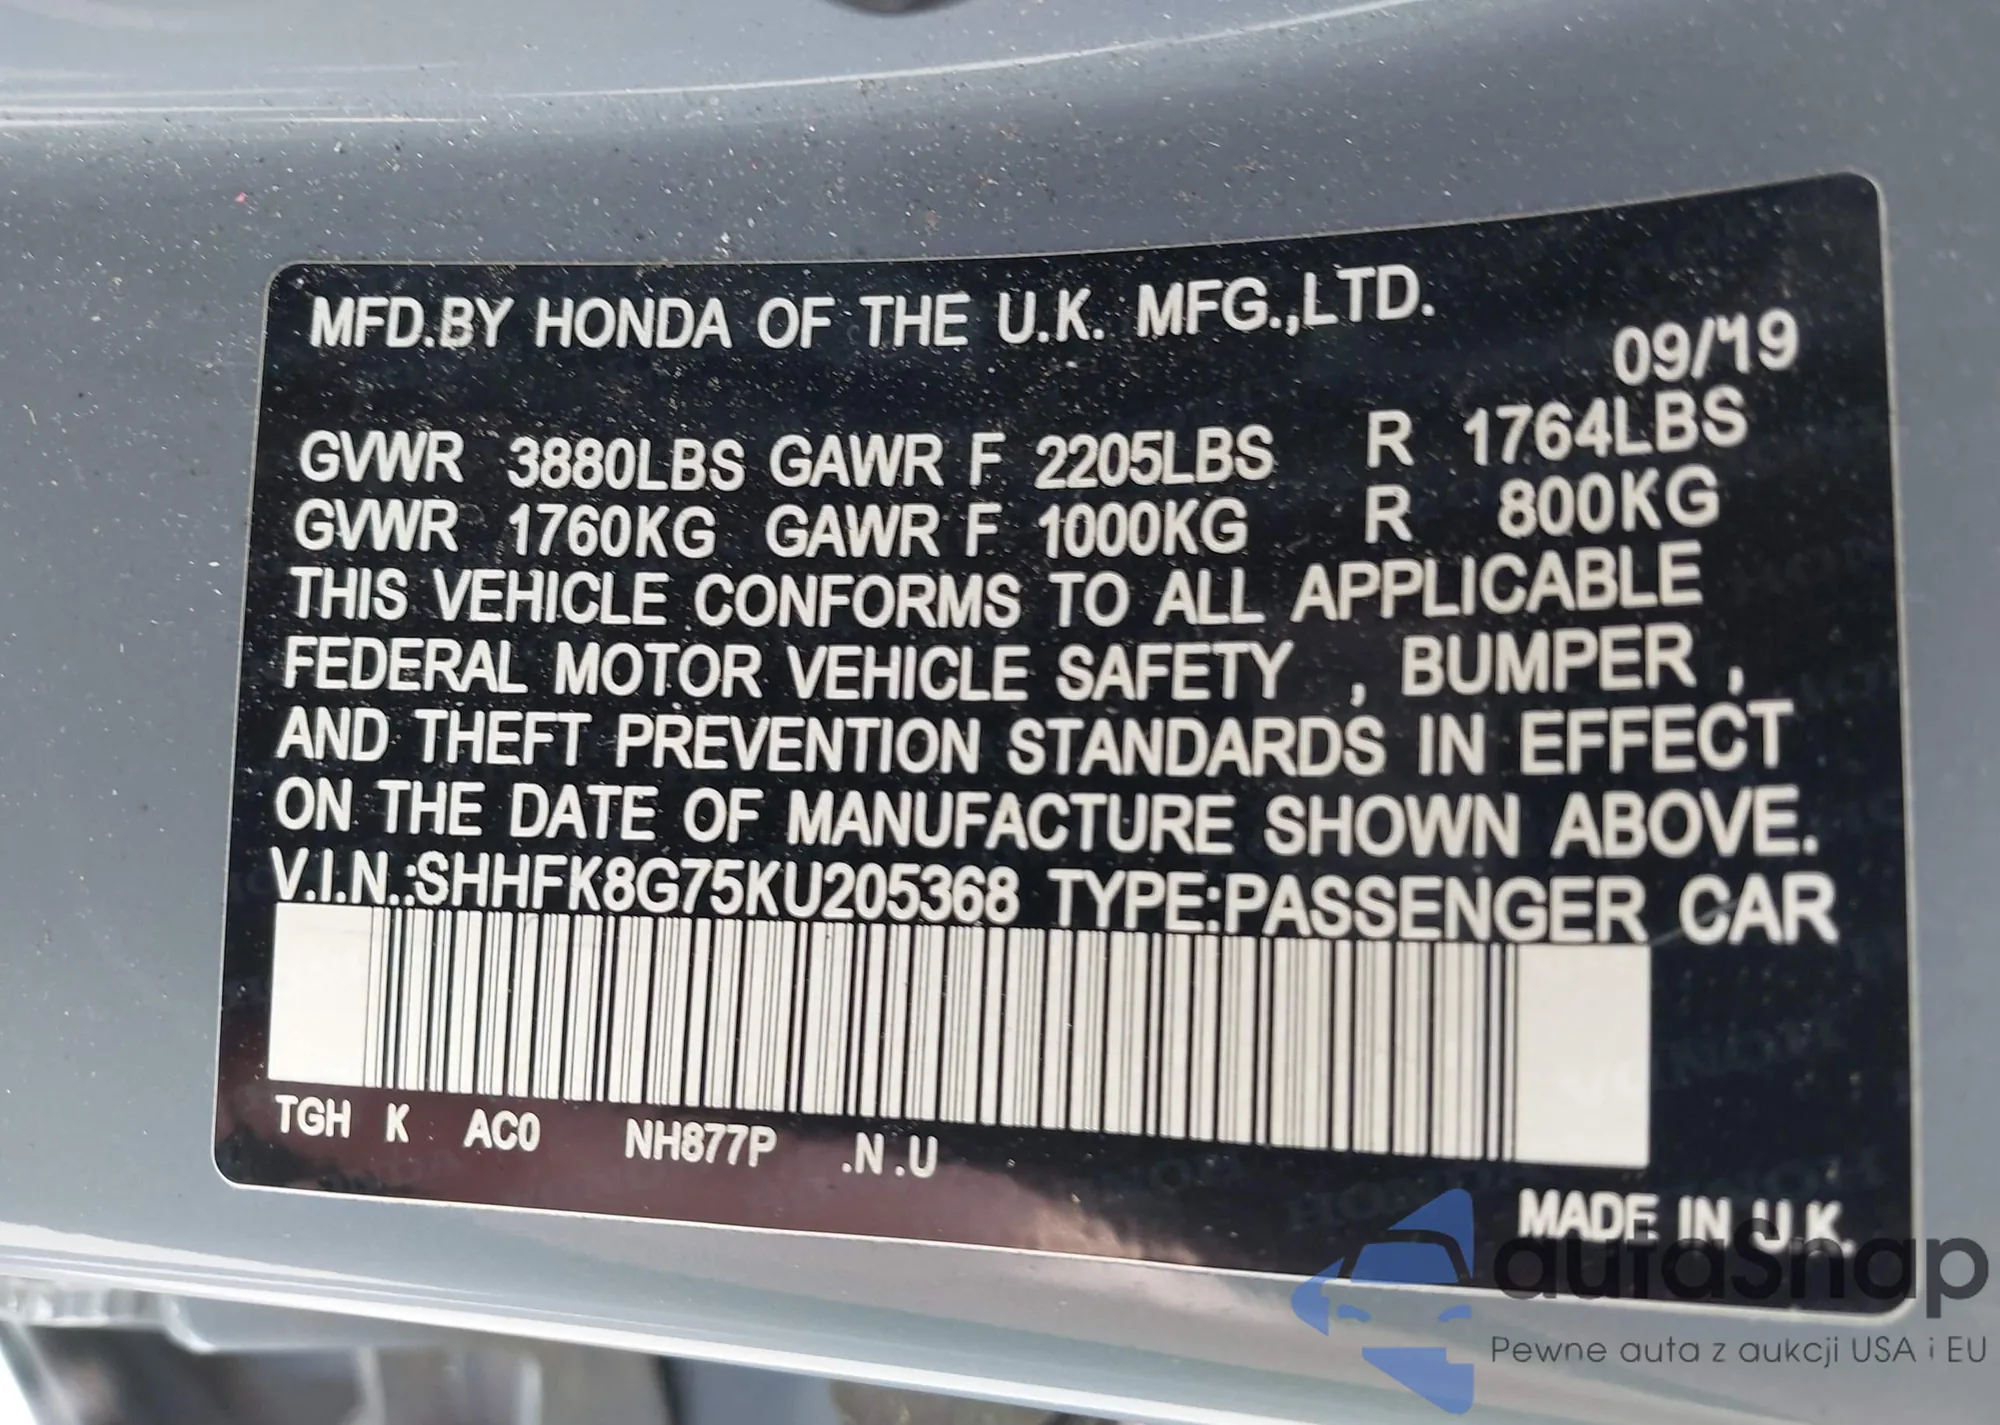 MFD.BY HONDA OF THE U.K. MFG.,LTD.
09/19
GVWR 3880LBS GAWR F 2205LBS R 1764LBS
GVWR 1760KG GAWR F 1000KG R 800KG
THIS VEHICLE CONFORMS TO ALL APPLICABLE
FEDERAL MOTOR VEHICLE SAFETY , BUMPER ,
AND THEFT PREVENTION STANDARDS IN EFFECT
ON THE DATE OF MANUFACTURE SHOWN ABOVE.
V.I.N.:SHHFK8G75KU205368 TYPE:PASSENGER CAR
TGH K AC0 NH877P .N.U
MADE IN U.K.
autaSnap
Pewne auta z aukcji USA i EU